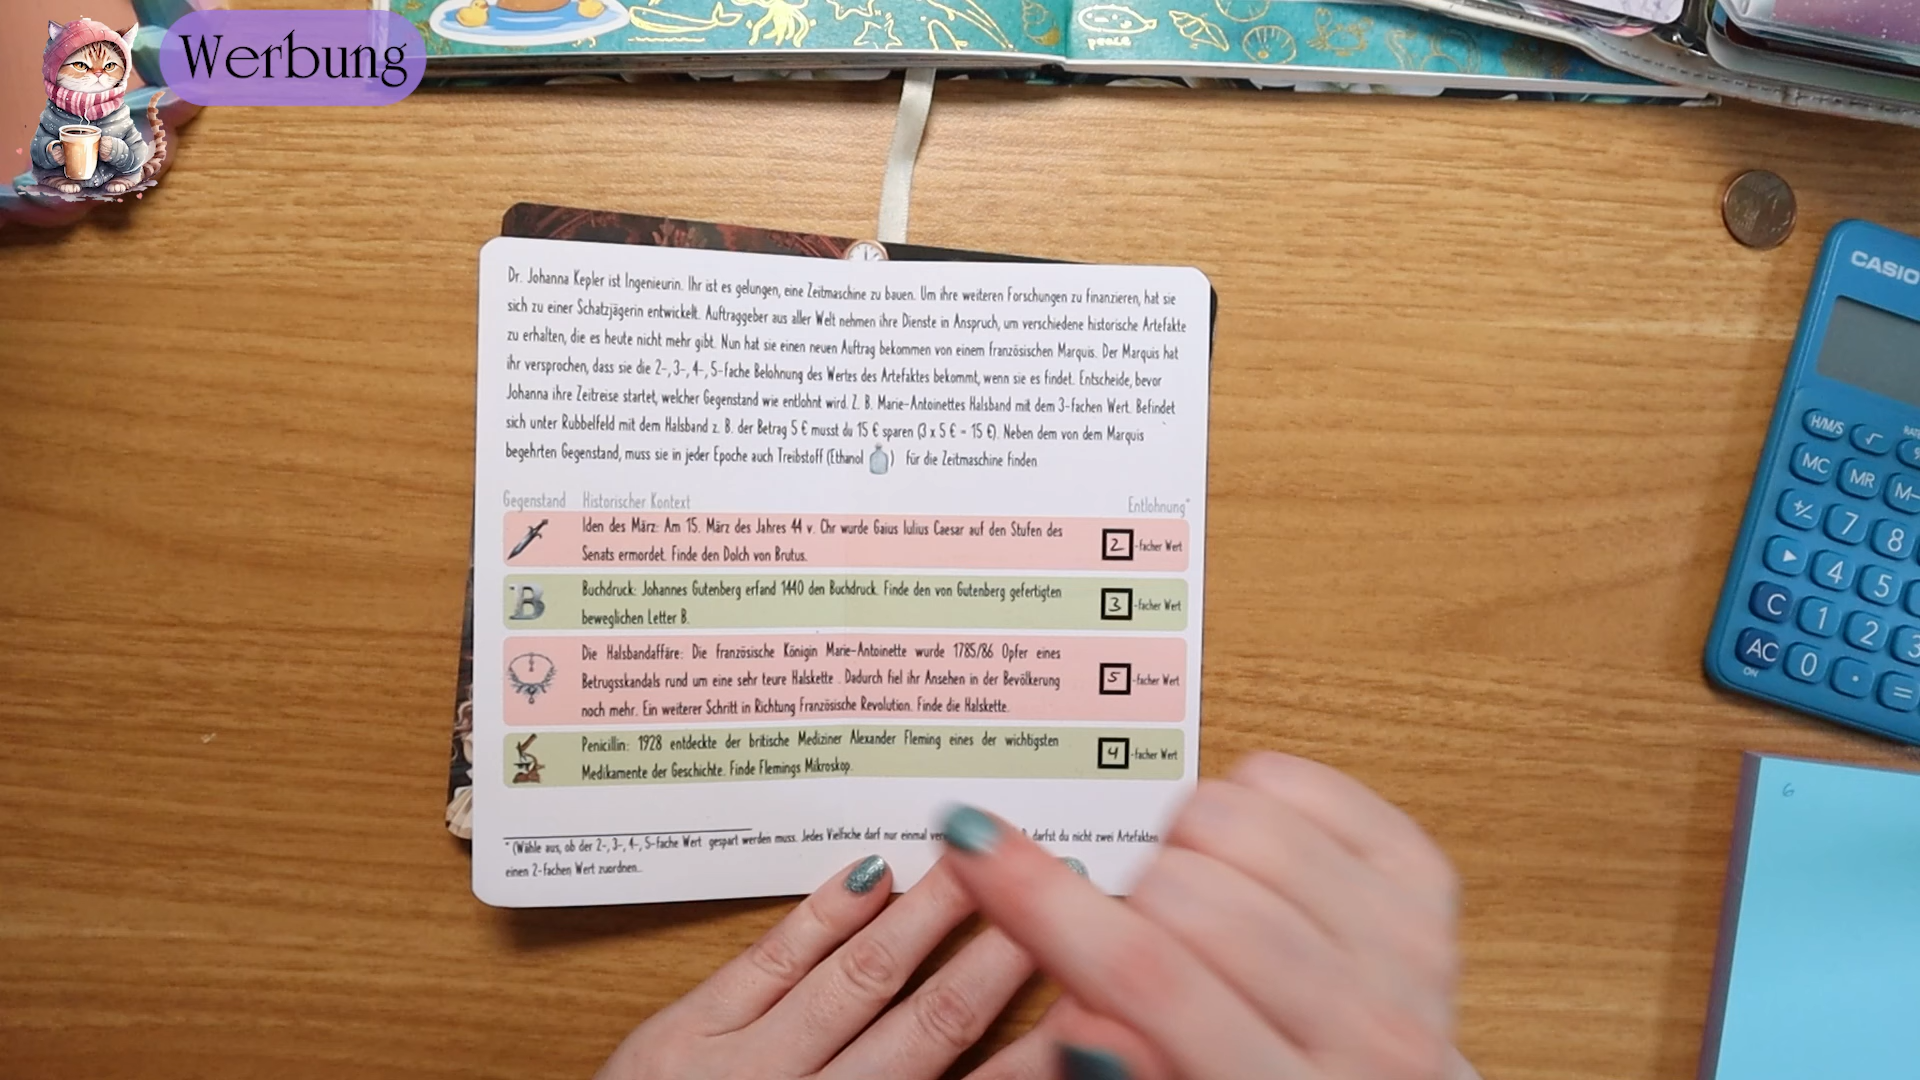 Werbung
peace
Dr. Johanna Kepler ist Ingenieurin. Ihr ist es gelungen, eine Zeitmaschine zu bauen. Um ihre weiteren Forschungen zu finanzieren, hat sie
sich zu einer Schatzjägerin entwickelt. Auftraggeber aus aller Welt nehmen ihre Dienste in Anspruch, um verschiedene historische Artefakte
zu erhalten, die es heute nicht mehr gibt. Nun hat sie einen neuen Auftrag bekommen von einem französischen Marquis. Der Marquis hat
ihr versprochen, dass sie die 2-, 3-, 4-, 5-fache Belohnung des Wertes des Artefaktes bekommt, wenn sie es findet. Entscheide, bevor
Johanna ihre Zeitreise startet, welcher Gegenstand wie entlohnt wird. Z. B. Marie-Antoinettes Halsband mit dem 3-fachen Wert. Befindet
sich unter Rubbelfeld mit dem Halsband z. B. der Betrag 5 € musst du 15 € sparen (3 x 5 € = 15 €). Neben dem von dem Marquis
begehrten Gegenstand, muss sie in jeder Epoche auch Treibstoff (Ethanol ) für die Zeitmaschine finden
Gegenstand Historischer Kontext Entlohnung*
Iden des März: Am 15. März des Jahres 44 v. Chr wurde Gaius Iulius Caesar auf den Stufen des
Senats ermordet. Finde den Dolch von Brutus.
2 -facher Wert
B
Buchdruck: Johannes Gutenberg erfand 1440 den Buchdruck. Finde den von Gutenberg gefertigten
beweglichen Letter B.
3 -facher Wert
Die Halsbandaffäre: Die französische Königin Marie-Antoinette wurde 1785/86 Opfer eines
Betrugsskandals rund um eine sehr teure Halskette . Dadurch fiel ihr Ansehen in der Bevölkerung
noch mehr. Ein weiterer Schritt in Richtung Französische Revolution. Finde die Halskette.
5 -facher Wert
Penicillin: 1928 entdeckte der britische Mediziner Alexander Fleming eines der wichtigsten
Medikamente der Geschichte. Finde Flemings Mikroskop.
4 -facher Wert
* (Wähle aus, ob der 2-, 3-, 4-, 5-fache Wert gespart werden muss. Jedes Vielfache darf nur einmal darfst du nicht zwei Artefakten
einen 2-fachen Wert zuordnen..
CASIO
H/M/S √
MC MR M-
+/- 7 8
▶ 4 5
C 1 2 3
AC 0 · =
ON
6